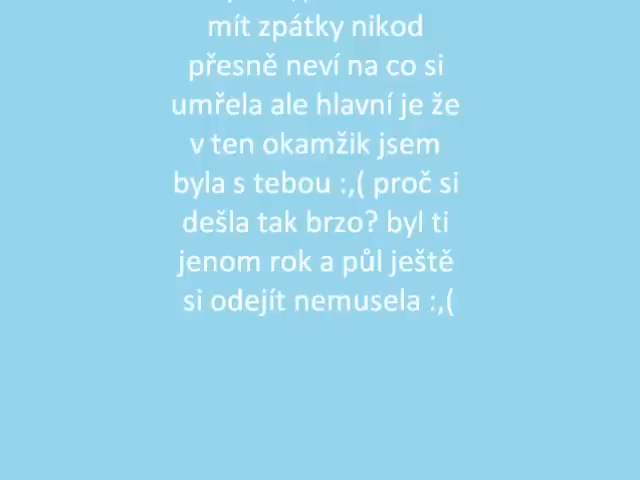 mít zpátky nikod
přesně neví na co si
umřela ale hlavní je že
v ten okamžik jsem
byla s tebou :,( proč si
dešla tak brzo? byl ti
jenom rok a půl ještě
si odejít nemusela :,(